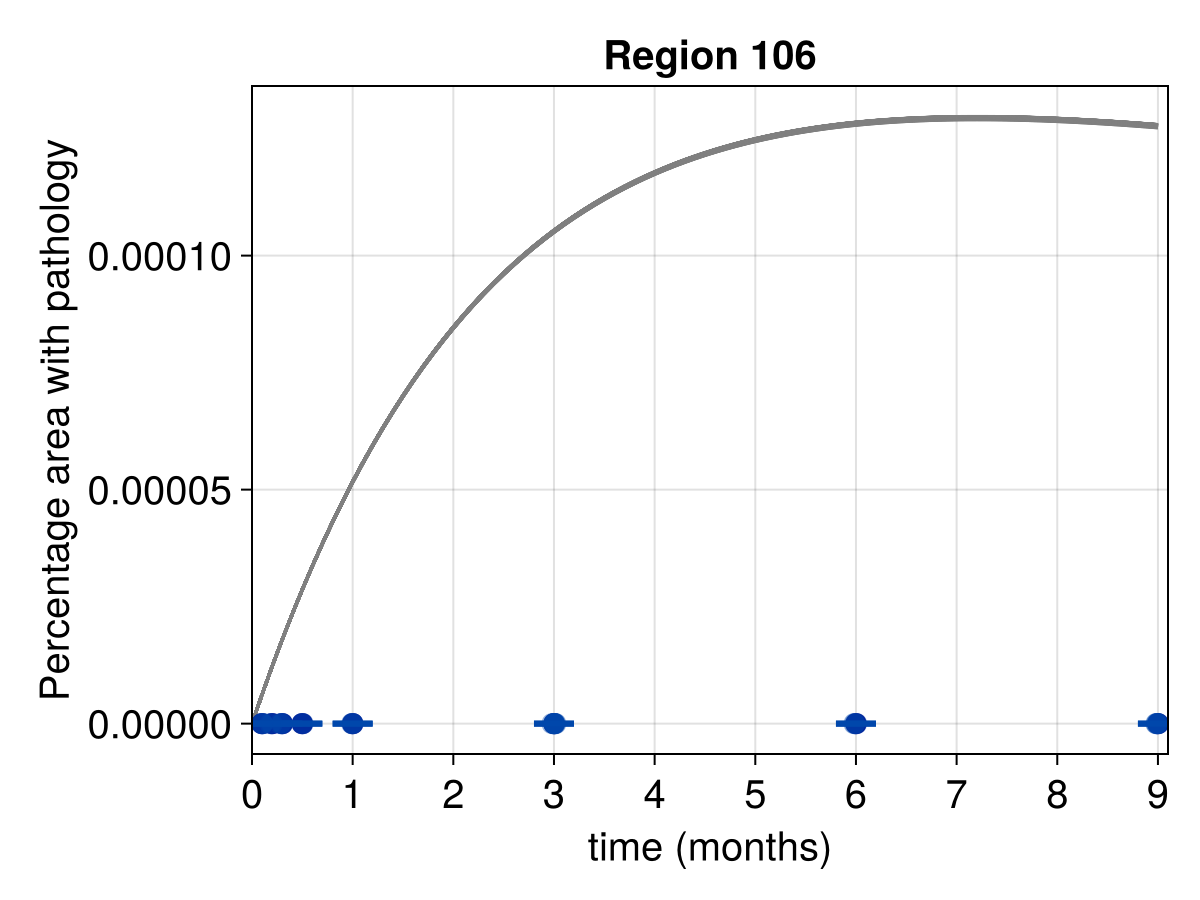 Region 106
Percentage area with pathology
0.00010
0.00005
0.00000
0 1 2 3 4 5 6 7 8 9
time (months)